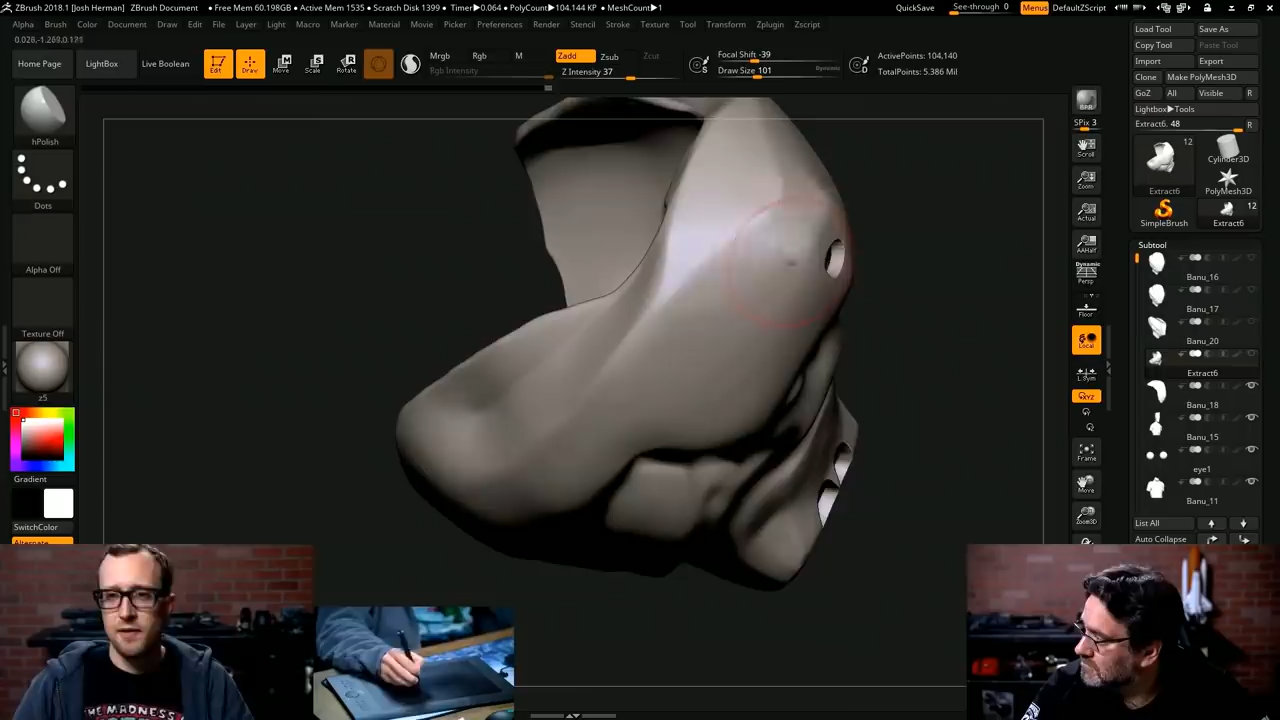 ZBrush 2018.1 [Josh Herman]
ZBrush Document
• Free Mem 60.198GB • Active Mem 1535 • Scratch Disk 1399 • Timer▶0.064 • PolyCount▶104.144 KP • MeshCount▶1
QuickSave
See-through 0
Menus
DefaultZScript
Alpha Brush Color Document Draw Edit File Layer Light Macro Marker Material Movie Picker Preferences Render Stencil Stroke Texture Tool Transform Zplugin Zscript
Home Page
LightBox
Live Boolean
Edit
Draw
Move
Scale
Rotate
Mrgb
Rgb
M
Rgb Intensity
Zadd
Zsub
Zcut
Z Intensity 37
Focal Shift -39
Draw Size 101
Dynamic
ActivePoints: 104,140
TotalPoints: 5.386 Mil
hPolish
Dots
Alpha Off
Texture Off
z5
Gradient
SwitchColor
Alternate
BPR
SPix 3
Scroll
Zoom
Actual
AAHalf
Dynamic
Persp
Floor
Local
L.Sym
XYZ
Frame
Move
Zoom3D
Load Tool
Save As
Copy Tool
Paste Tool
Import
Export
Clone
Make PolyMesh3D
GoZ
All
Visible
R
Lightbox▶Tools
Extract6. 48
R
12
Extract6
Cylinder3D
PolyMesh3D
SimpleBrush
12
Extract6
Subtool
Banu_16
Banu_17
Banu_20
Extract6
Banu_18
Banu_15
eye1
Banu_11
List All
Auto Collapse
THE MADNESS